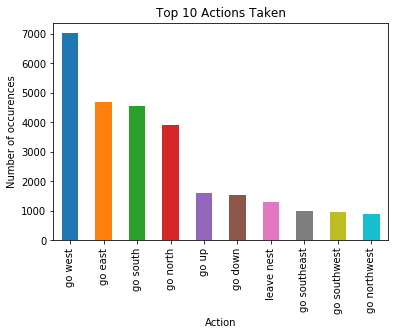 Top 10 Actions Taken
Number of occurences
7000
6000
5000
4000
3000
2000
1000
0
go west
go east
go south
go north
go up
go down
leave nest
go southeast
go southwest
go northwest
Action